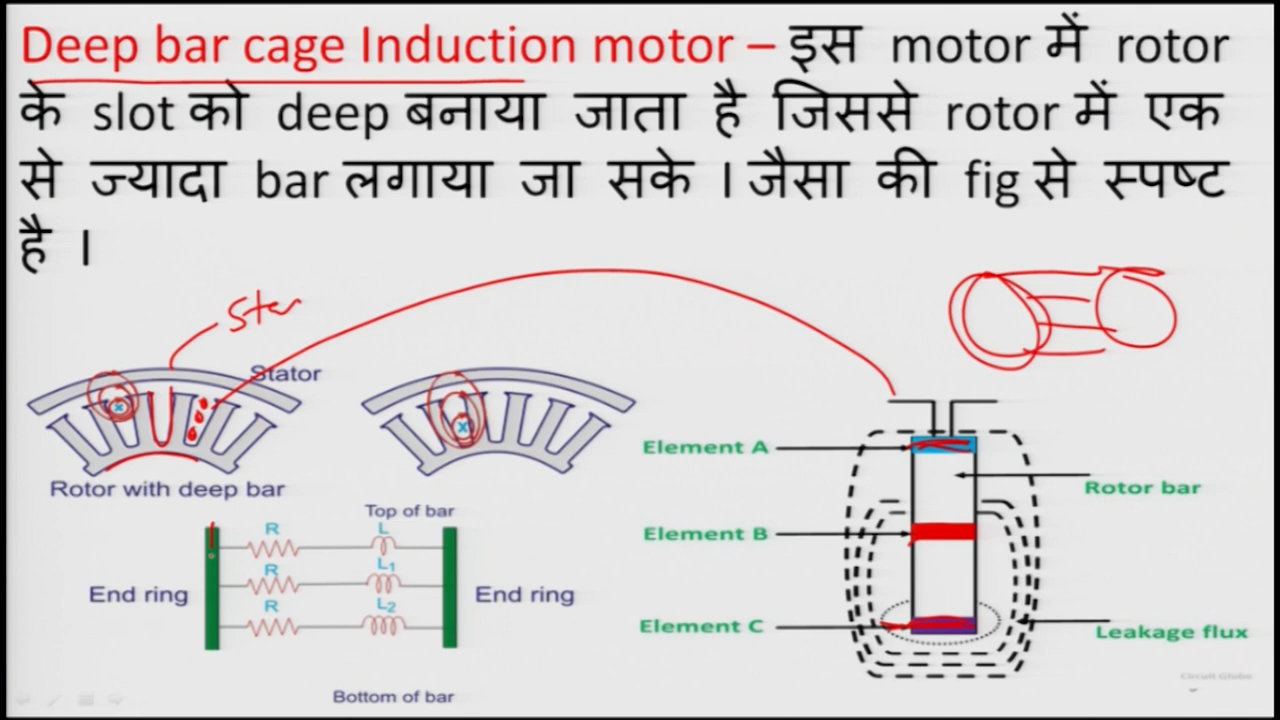 Deep bar cage Induction motor – इस motor में rotor
के slot को deep बनाया जाता है जिससे rotor में एक
से ज्यादा bar लगाया जा सके । जैसा की fig से स्पष्ट
है ।
Stator
Rotor with deep bar
Top of bar
R L
R L1
R L2
End ring
End ring
Bottom of bar
Element A
Rotor bar
Element B
Element C
Leakage flux
Circuit Globe